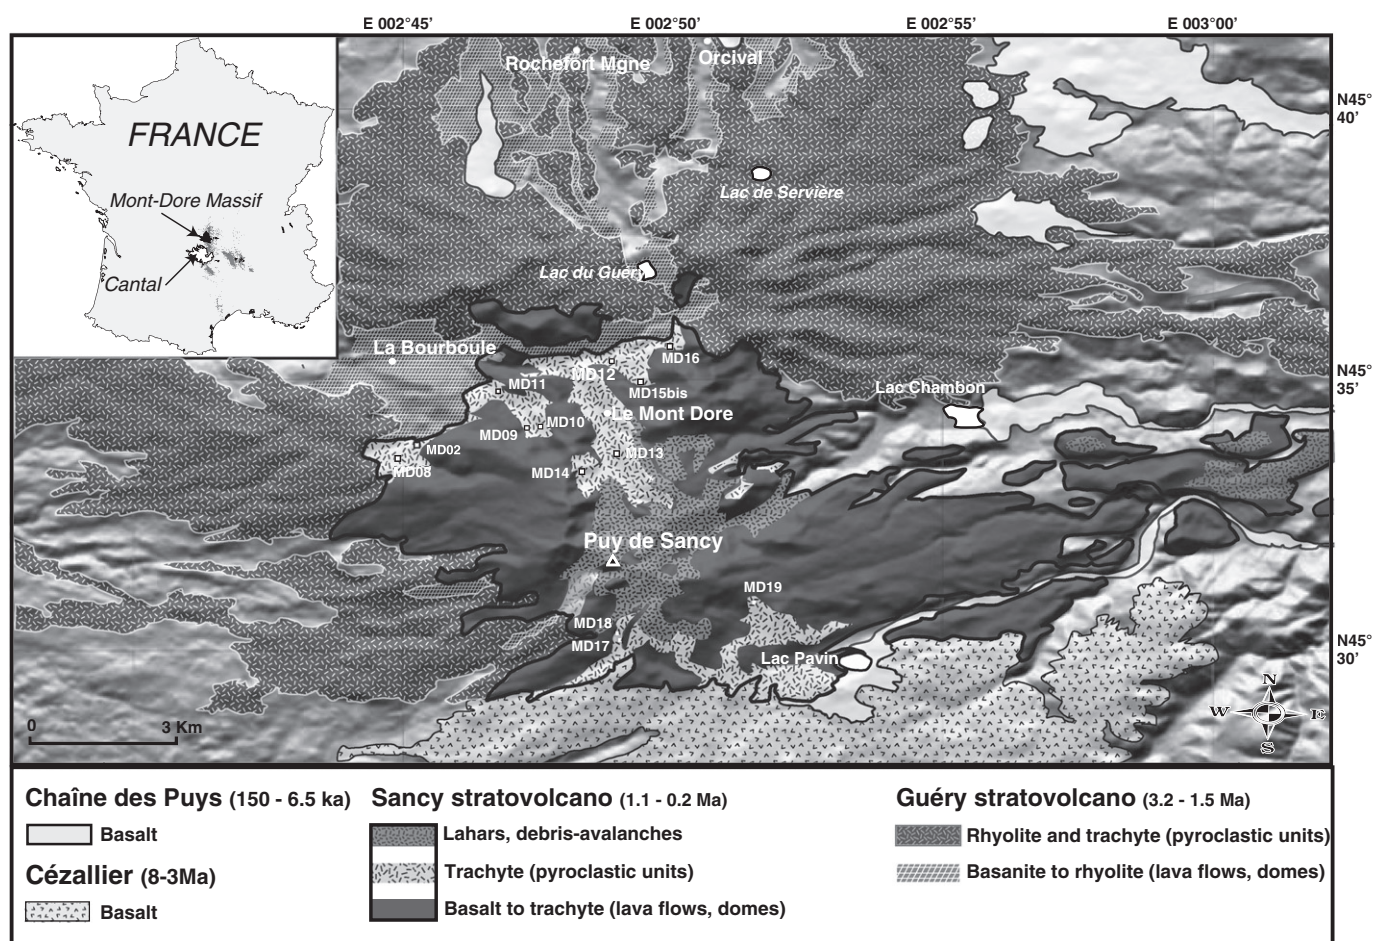 E 002°45’
E 002°50’
E 002°55’
E 003°00’
FRANCE
Mont-Dore Massif
Cantal
Rochefort Mgne
Orcival
N45°
40’
Lac de Servière
Lac du Guéry
La Bourboule
MD16
MD12
N45°
35’
MD11
MD15bis
Lac Chambon
Le Mont Dore
MD10
MD09
MD02
MD13
MD08
MD14
Puy de Sancy
MD19
MD18
MD17
Lac Pavin
N45°
30’
N
W
E
S
0
3 Km
Chaîne des Puys (150 - 6.5 ka)
Basalt
Cézallier (8-3Ma)
Basalt
Sancy stratovolcano (1.1 - 0.2 Ma)
Lahars, debris-avalanches
Trachyte (pyroclastic units)
Basalt to trachyte (lava flows, domes)
Guéry stratovolcano (3.2 - 1.5 Ma)
Rhyolite and trachyte (pyroclastic units)
Basanite to rhyolite (lava flows, domes)